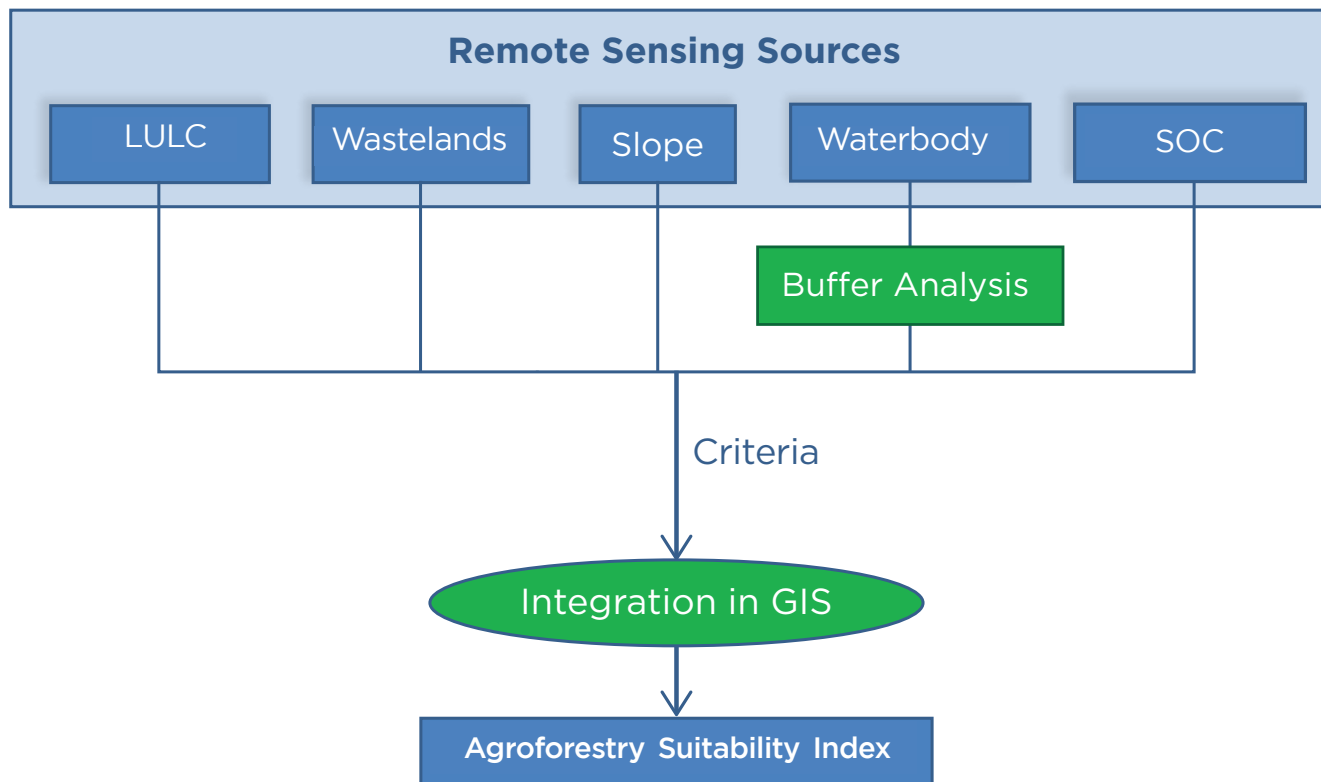 Remote Sensing Sources
LULC
Wastelands
Slope
Waterbody
SOC
Buffer Analysis
Criteria
Integration in GIS
Agroforestry Suitability Index